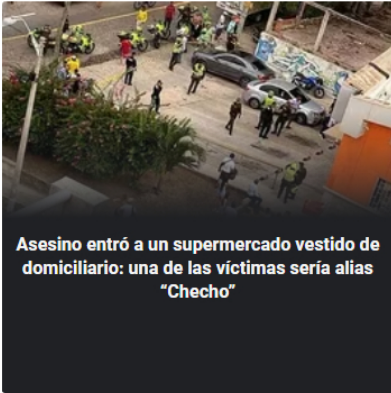 Asesino entró a un supermercado vestido de
domiciliario: una de las víctimas sería alias
“Checho”